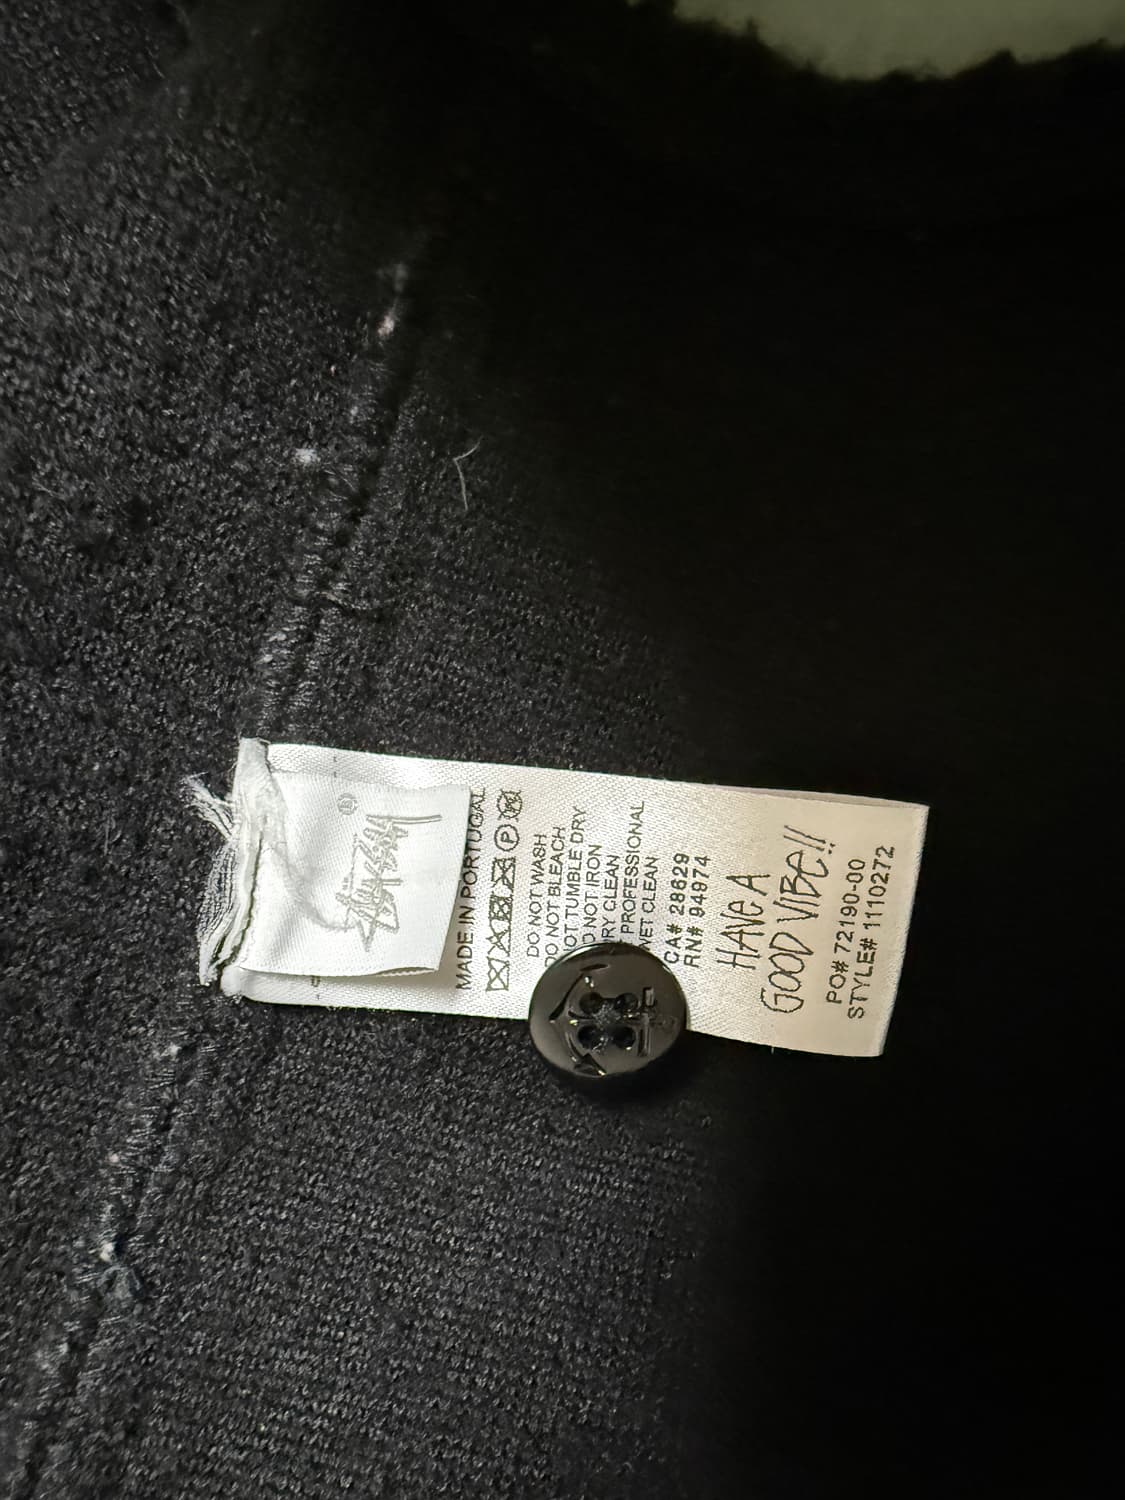 Stüssy ®
MADE IN PORTUGAL
P W
DO NOT WASH
DO NOT BLEACH
NOT TUMBLE DRY
DO NOT IRON
DRY CLEAN
PROFESSIONAL
WET CLEAN
CA# 28629
RN# 94974
HAVE A
GOOD VIBE!!
PO# 72190-00
STYLE# 1110272